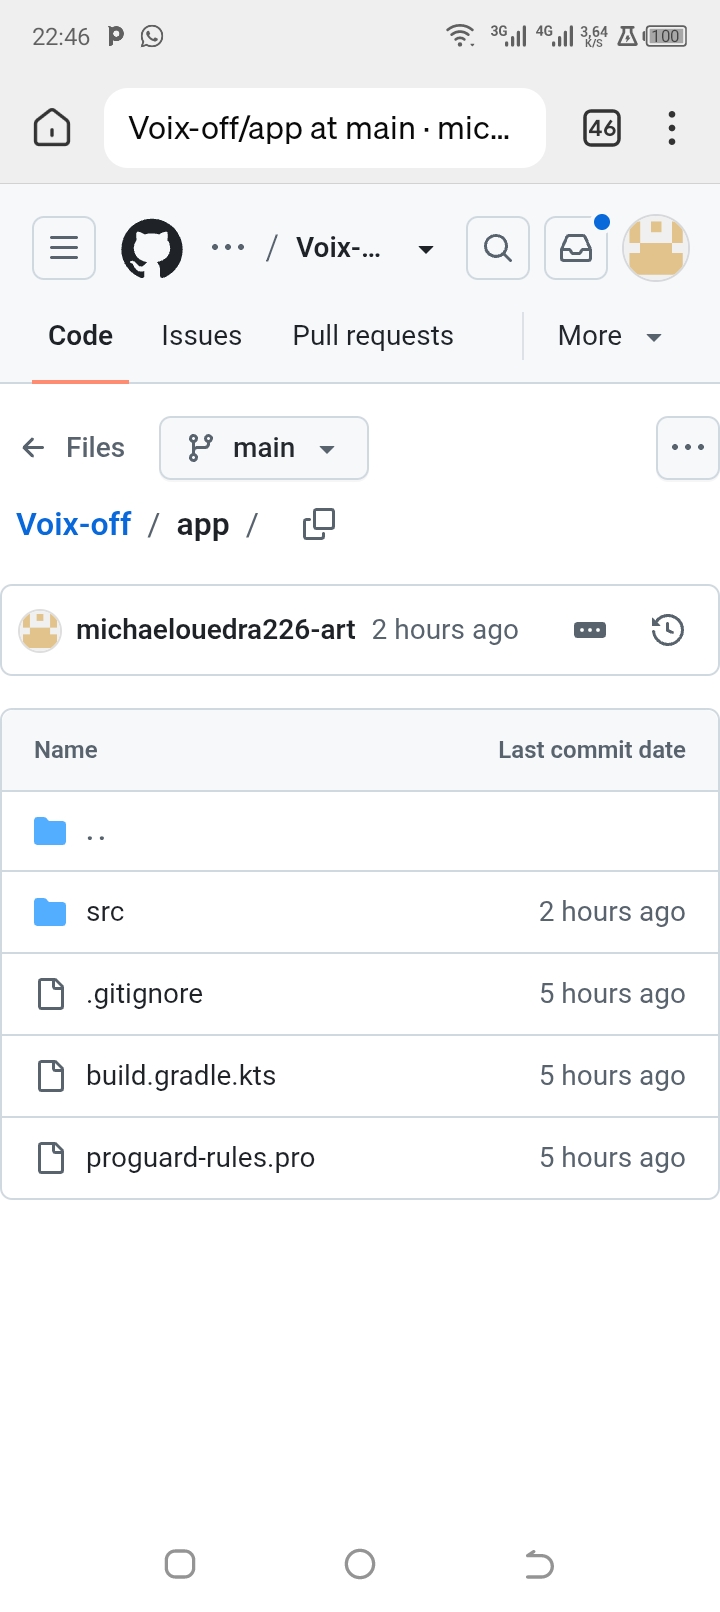 22:46
3G 4G 3,64 K/S 100
Voix-off/app at main · mic...
46
··· / Voix-...
Code Issues Pull requests More
Files main
Voix-off / app /
michaelouedra226-art 2 hours ago
Name Last commit date
..
src 2 hours ago
.gitignore 5 hours ago
build.gradle.kts 5 hours ago
proguard-rules.pro 5 hours ago